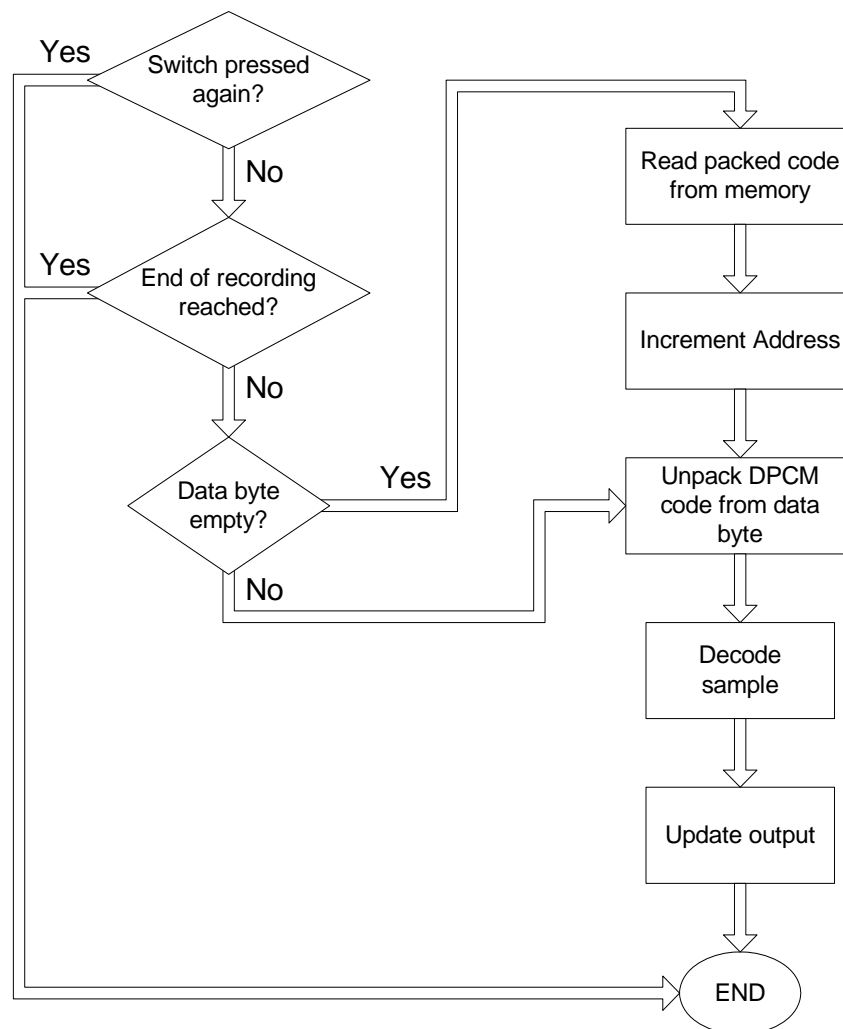 Yes
Switch pressed
again?
No
Yes
End of recording
reached?
No
Data byte
empty?
Yes
No
Read packed code
from memory
Increment Address
Unpack DPCM
code from data
byte
Decode
sample
Update output
END